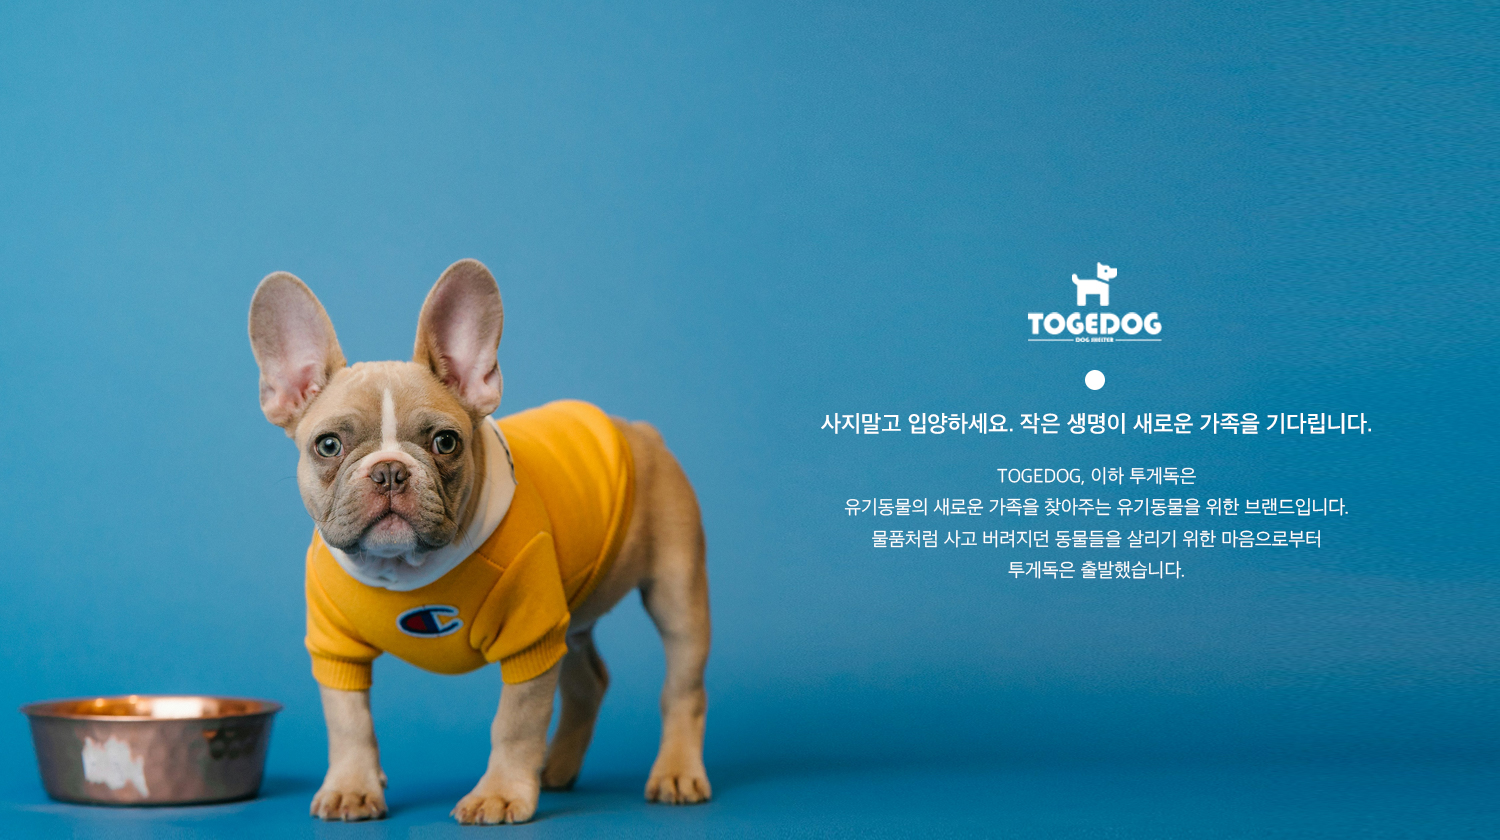 TOGEDOG
DOG SHELTER
사지말고 입양하세요. 작은 생명이 새로운 가족을 기다립니다.
TOGEDOG, 이하 투게독은
유기동물의 새로운 가족을 찾아주는 유기동물을 위한 브랜드입니다.
물품처럼 사고 버려지던 동물들을 살리기 위한 마음으로부터
투게독은 출발했습니다.